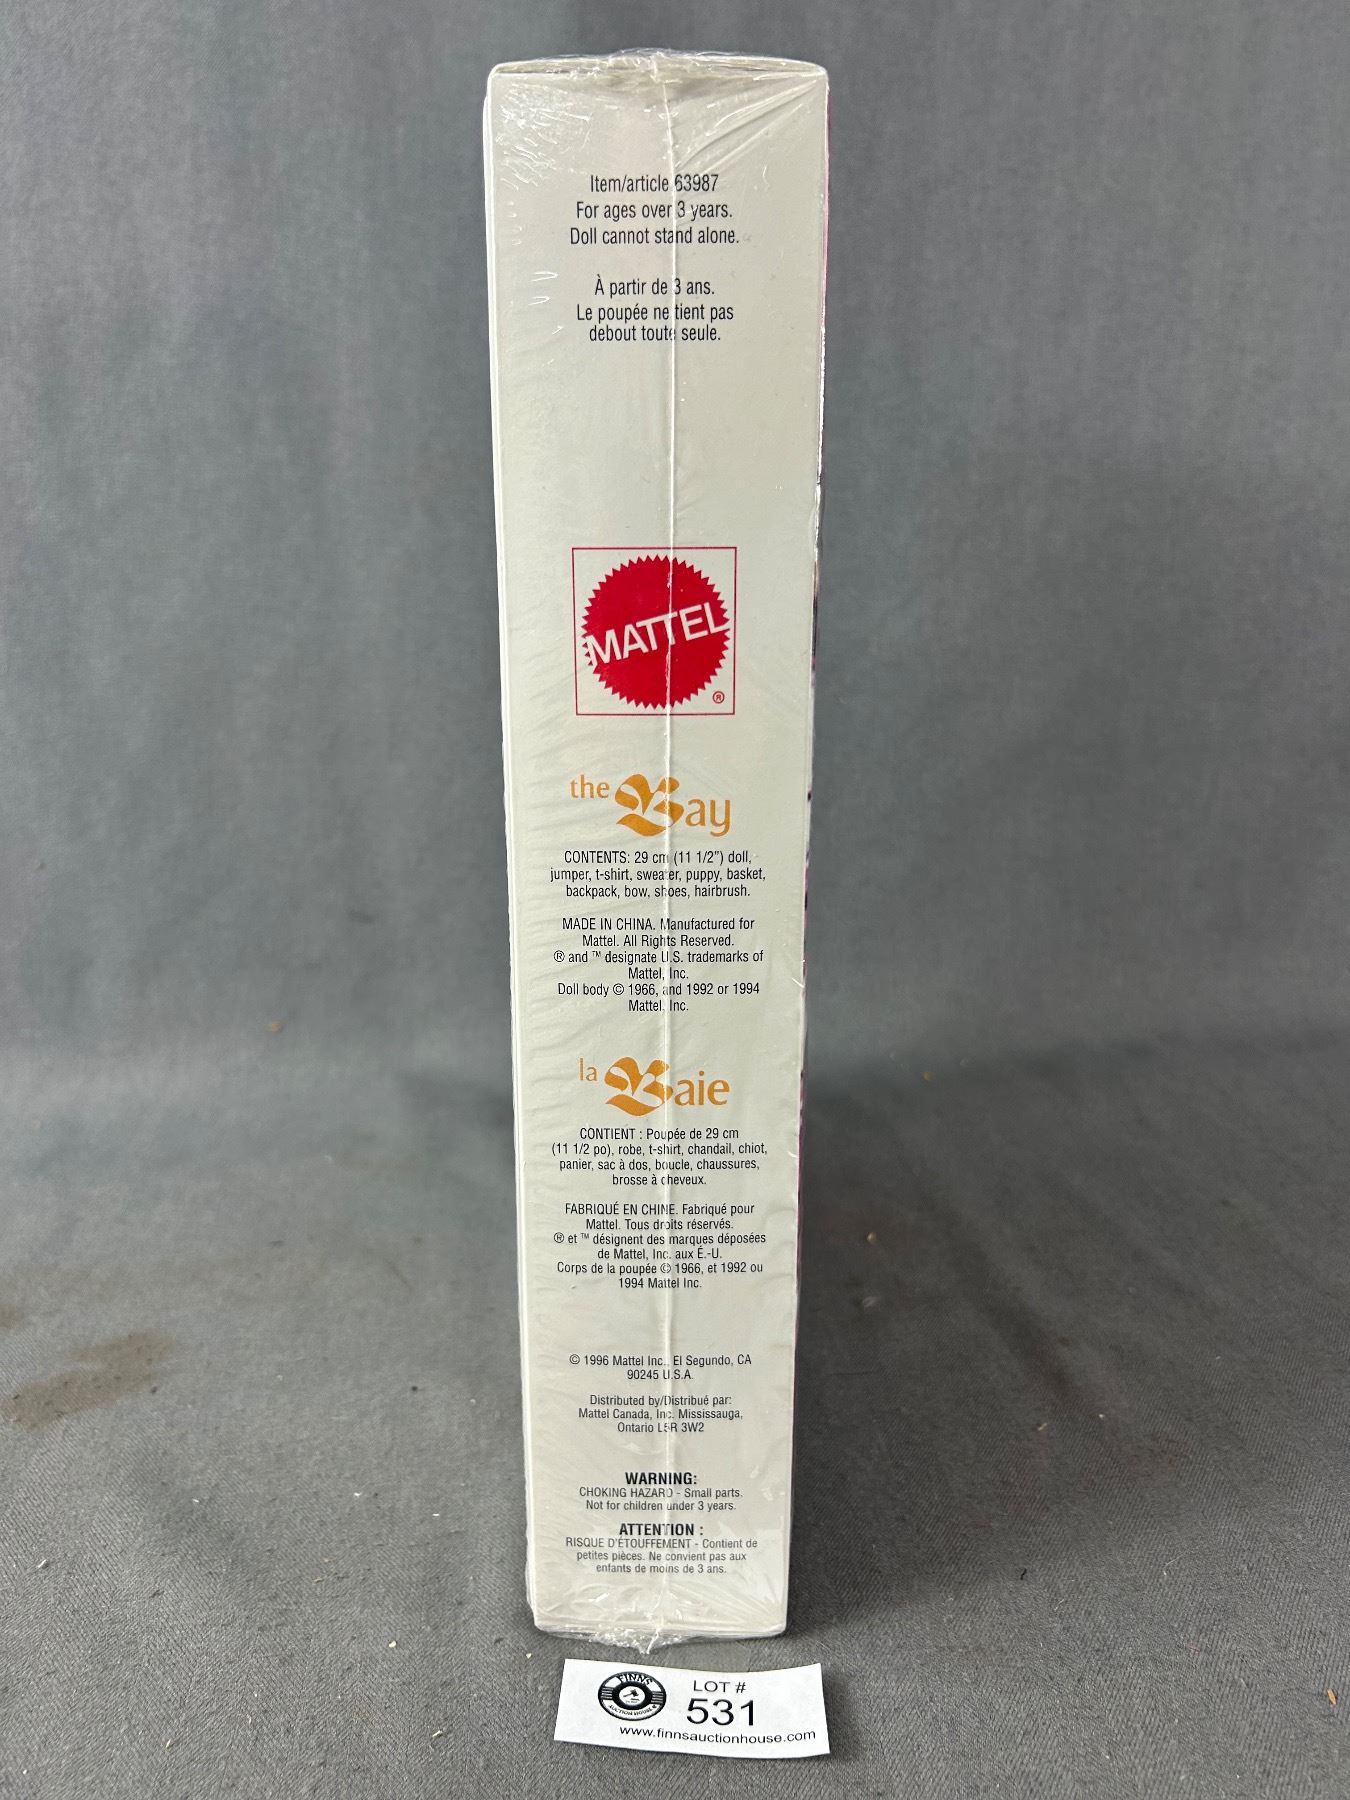 Item/article 63987
For ages over 3 years.
Doll cannot stand alone.
À partir de 3 ans.
Le poupée ne tient pas
debout toute seule.
MATTEL
®
the Bay
CONTENTS: 29 cm (11 1/2") doll,
jumper, t-shirt, sweater, puppy, basket,
backpack, bow, shoes, hairbrush.
MADE IN CHINA. Manufactured for
Mattel. All Rights Reserved.
® and ™ designate U.S. trademarks of
Mattel, Inc.
Doll body © 1966, and 1992 or 1994
Mattel, Inc.
la Baie
CONTIENT : Poupée de 29 cm
(11 1/2 po), robe, t-shirt, chandail, chiot,
panier, sac à dos, boucle, chaussures,
brosse à cheveux.
FABRIQUÉ EN CHINE. Fabriqué pour
Mattel. Tous droits réservés.
® et ™ désignent des marques déposées
de Mattel, Inc. aux É.-U.
Corps de la poupée © 1966, et 1992 ou
1994 Mattel Inc.
© 1996 Mattel Inc., El Segundo, CA
90245 U.S.A.
Distributed by/Distribué par:
Mattel Canada, Inc. Mississauga,
Ontario L5R 3W2
WARNING:
CHOKING HAZARD - Small parts.
Not for children under 3 years.
ATTENTION :
RISQUE D'ÉTOUFFEMENT - Contient de
petites pièces. Ne convient pas aux
enfants de moins de 3 ans.
FINNS
AUCTION HOUSE
LOT #
531
www.finnsauctionhouse.com